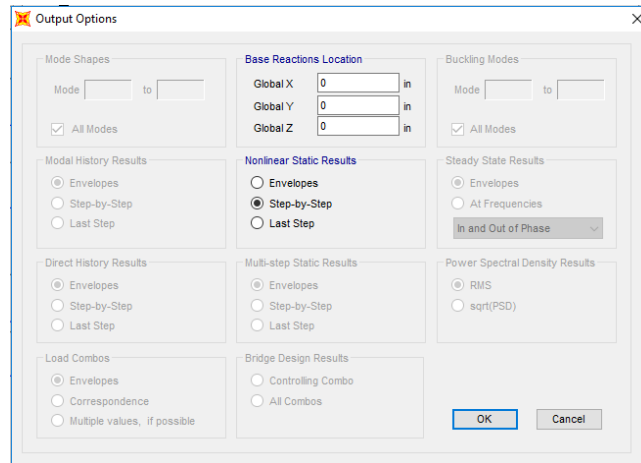 Output Options
Mode Shapes
Mode to
All Modes
Base Reactions Location
Global X 0 in
Global Y 0 in
Global Z 0 in
Buckling Modes
Mode to
All Modes
Modal History Results
Envelopes
Step-by-Step
Last Step
Nonlinear Static Results
Envelopes
Step-by-Step
Last Step
Steady State Results
Envelopes
At Frequencies
In and Out of Phase
Direct History Results
Envelopes
Step-by-Step
Last Step
Multi-step Static Results
Envelopes
Step-by-Step
Last Step
Power Spectral Density Results
RMS
sqrt(PSD)
Load Combos
Envelopes
Correspondence
Multiple values, if possible
Bridge Design Results
Controlling Combo
All Combos
OK
Cancel